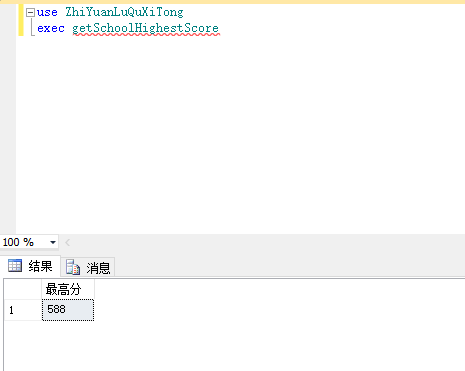 use ZhiYuanLuQuXiTong
exec getSchoolHighestScore
100 %
结果 消息
最高分
1 588